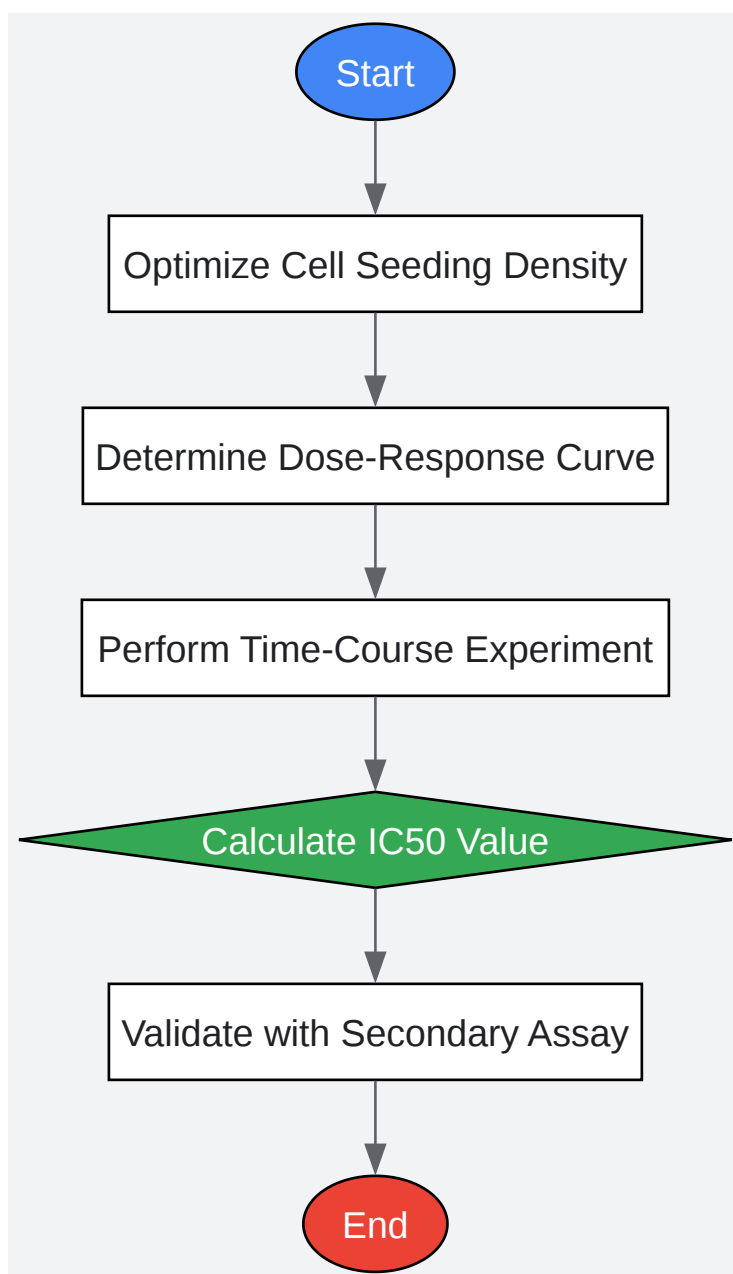 Start
Optimize Cell Seeding Density
Determine Dose-Response Curve
Perform Time-Course Experiment
Calculate IC50 Value
Validate with Secondary Assay
End